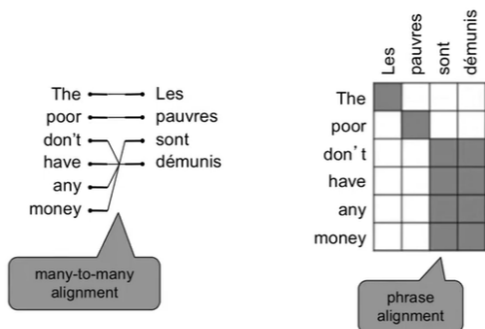 The Les
poor pauvres
don't sont
have démunis
any
money
many-to-many
alignment
Les pauvres sont démunis
The
poor
don't
have
any
money
phrase
alignment